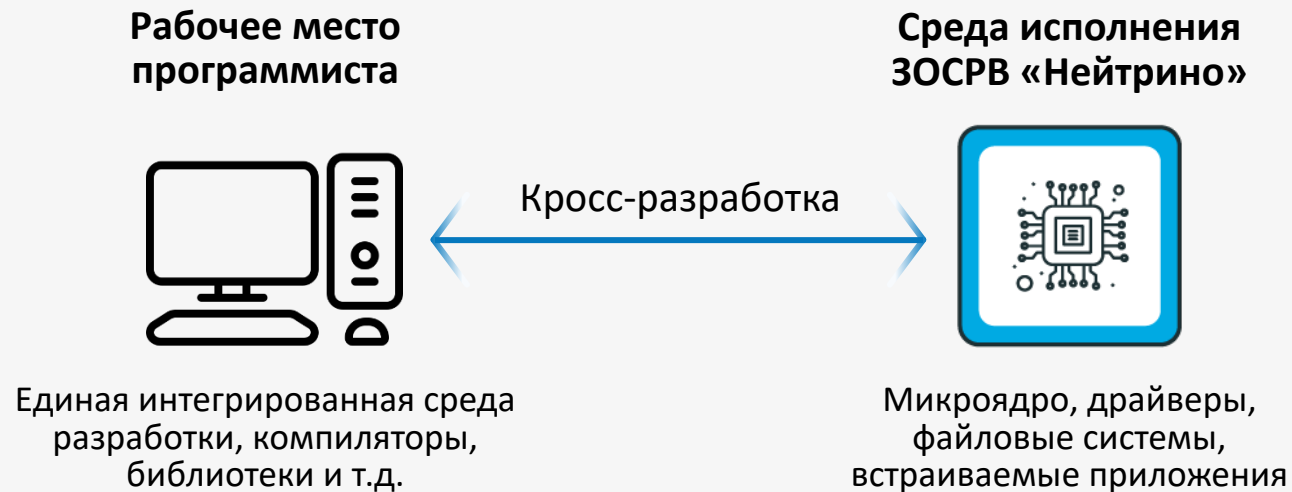 Рабочее место
программиста
Среда исполнения
ЗОСРВ «Нейтрино»
Кросс-разработка
Единая интегрированная среда
разработки, компиляторы,
библиотеки и т.д.
Микроядро, драйверы,
файловые системы,
встраиваемые приложения